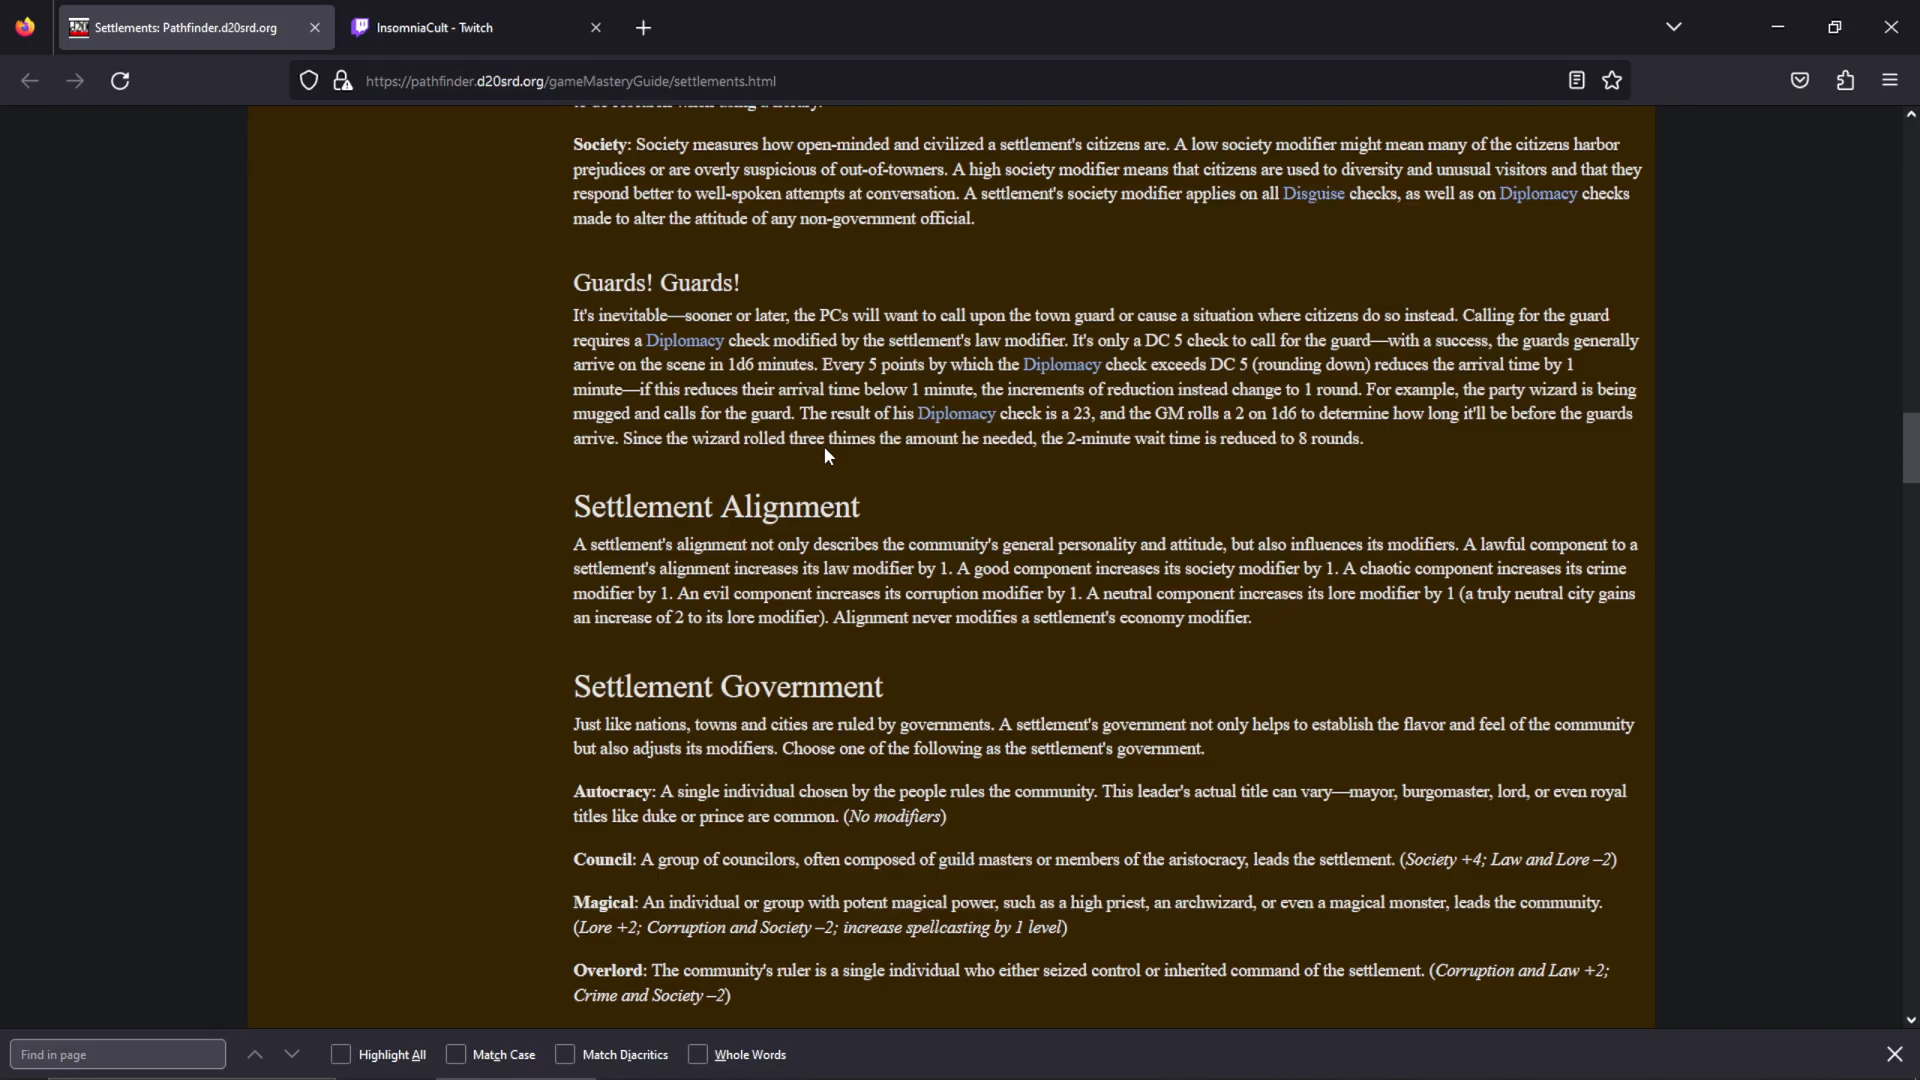 Settlements: Pathfinder.d20srd.org
InsomniaCult - Twitch
https://pathfinder.d20srd.org/gameMasteryGuide/settlements.html
Society: Society measures how open-minded and civilized a settlement's citizens are. A low society modifier might mean many of the citizens harbor
prejudices or are overly suspicious of out-of-towners. A high society modifier means that citizens are used to diversity and unusual visitors and that they
respond better to well-spoken attempts at conversation. A settlement's society modifier applies on all Disguise checks, as well as on Diplomacy checks
made to alter the attitude of any non-government official.
Guards! Guards!
It's inevitable—sooner or later, the PCs will want to call upon the town guard or cause a situation where citizens do so instead. Calling for the guard
requires a Diplomacy check modified by the settlement's law modifier. It's only a DC 5 check to call for the guard—with a success, the guards generally
arrive on the scene in 1d6 minutes. Every 5 points by which the Diplomacy check exceeds DC 5 (rounding down) reduces the arrival time by 1
minute—if this reduces their arrival time below 1 minute, the increments of reduction instead change to 1 round. For example, the party wizard is being
mugged and calls for the guard. The result of his Diplomacy check is a 23, and the GM rolls a 2 on 1d6 to determine how long it'll be before the guards
arrive. Since the wizard rolled three thimes the amount he needed, the 2-minute wait time is reduced to 8 rounds.
Settlement Alignment
A settlement's alignment not only describes the community's general personality and attitude, but also influences its modifiers. A lawful component to a
settlement's alignment increases its law modifier by 1. A good component increases its society modifier by 1. A chaotic component increases its crime
modifier by 1. An evil component increases its corruption modifier by 1. A neutral component increases its lore modifier by 1 (a truly neutral city gains
an increase of 2 to its lore modifier). Alignment never modifies a settlement's economy modifier.
Settlement Government
Just like nations, towns and cities are ruled by governments. A settlement's government not only helps to establish the flavor and feel of the community
but also adjusts its modifiers. Choose one of the following as the settlement's government.
Autocracy: A single individual chosen by the people rules the community. This leader's actual title can vary—mayor, burgomaster, lord, or even royal
titles like duke or prince are common. (No modifiers)
Council: A group of councilors, often composed of guild masters or members of the aristocracy, leads the settlement. (Society +4; Law and Lore –2)
Magical: An individual or group with potent magical power, such as a high priest, an archwizard, or even a magical monster, leads the community.
(Lore +2; Corruption and Society –2; increase spellcasting by 1 level)
Overlord: The community's ruler is a single individual who either seized control or inherited command of the settlement. (Corruption and Law +2;
Crime and Society –2)
Find in page
Highlight All
Match Case
Match Diacritics
Whole Words